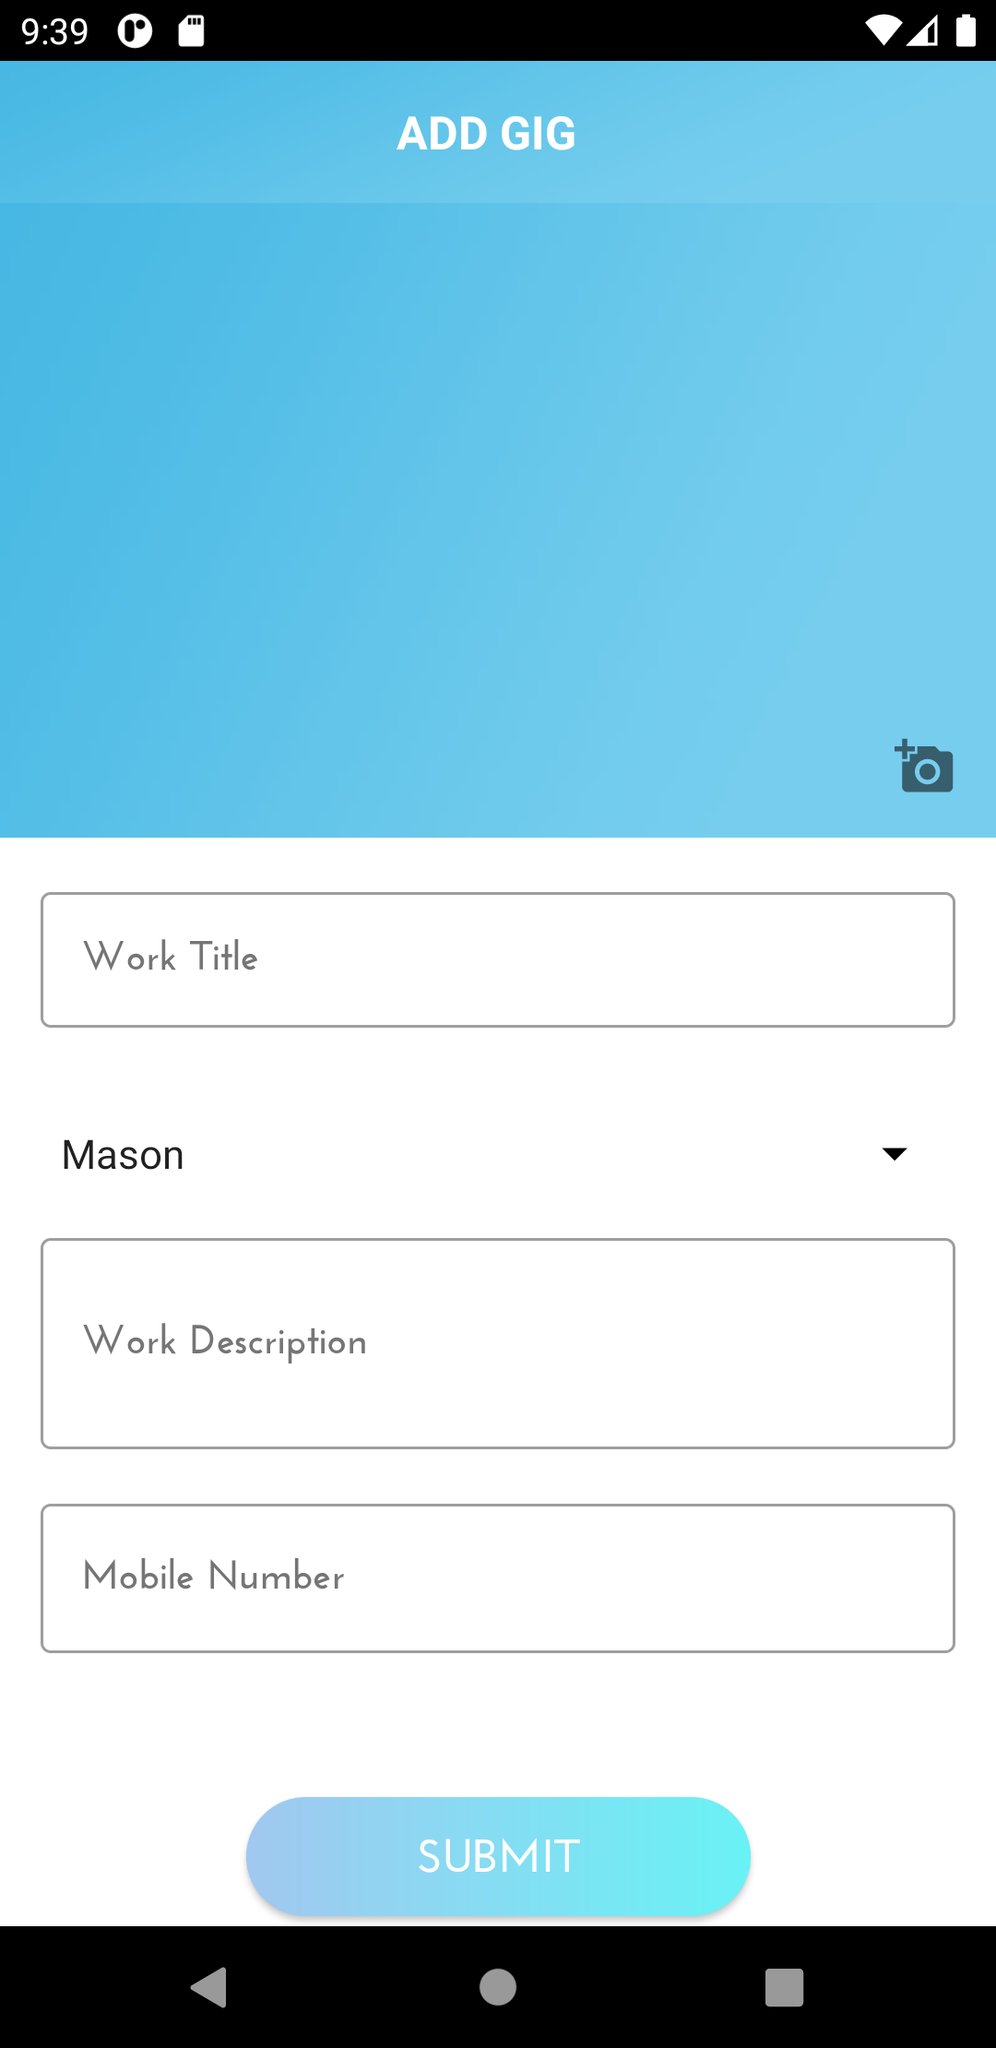 9:39
ADD GIG
Work Title
Mason
Work Description
Mobile Number
SUBMIT